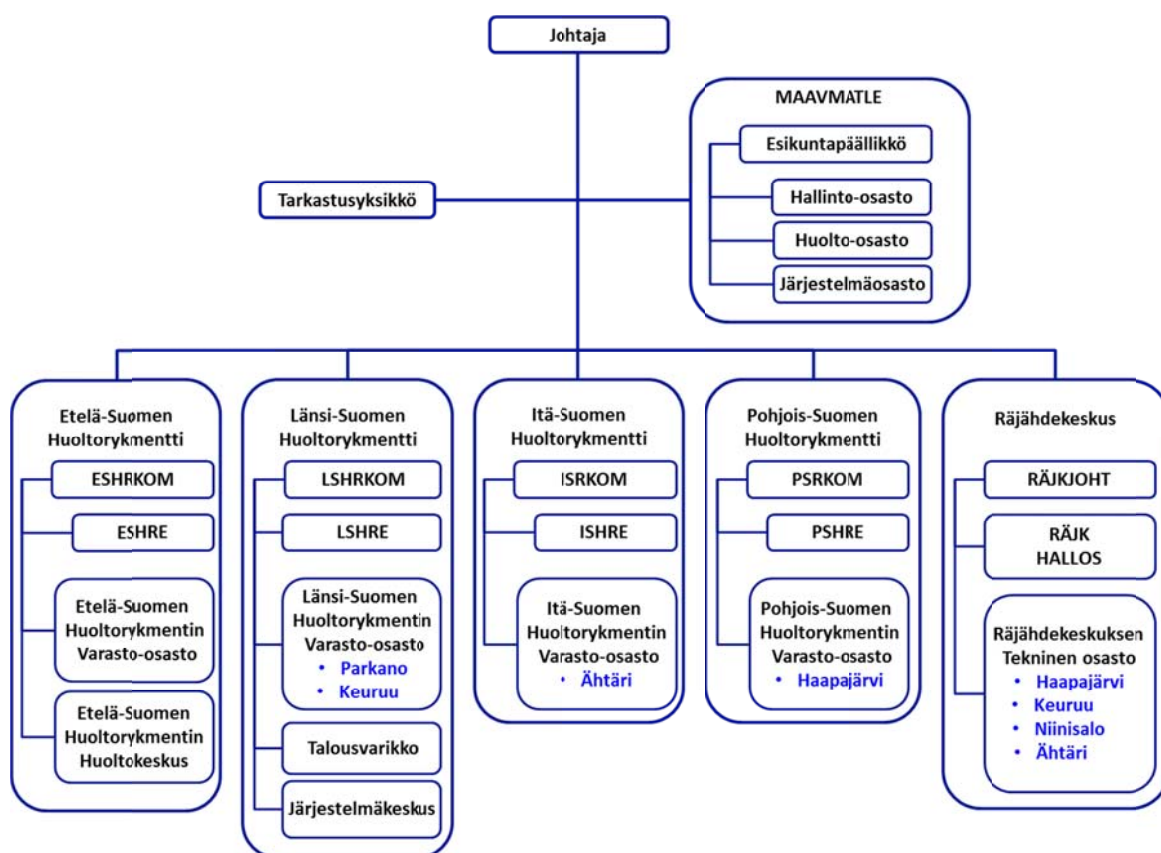 Johtaja
MAAVMATLE
Esikuntapäällikkö
Tarkastusyksikkö
Hallinto-osasto
Huolto-osasto
Järjestelmäosasto
Etelä-Suomen
Huoltorykmentti
ESHRKOM
ESHRE
Etelä-Suomen
Huoltorykmentin
Varasto-osasto
Etelä-Suomen
Huoltorykmentin
Huoltokeskus
Länsi-Suomen
Huoltorykmentti
LSHRKOM
LSHRE
Länsi-Suomen
Huoltorykmentin
Varasto-osasto
• Parkano
• Keuruu
Talousvarikko
Järjestelmäkeskus
Itä-Suomen
Huoltorykmentti
ISRKOM
ISHRE
Itä-Suomen
Huoltorykmentin
Varasto-osasto
• Ähtäri
Pohjois-Suomen
Huoltorykmentti
PSRKOM
PSHRE
Pohjois-Suomen
Huoltorykmentin
Varasto-osasto
• Haapajärvi
Räjähdekeskus
RÄJKJOHT
RÄJK
HALLOS
Räjähdekeskuksen
Tekninen osasto
• Haapajärvi
• Keuruu
• Niinisalo
• Ähtäri